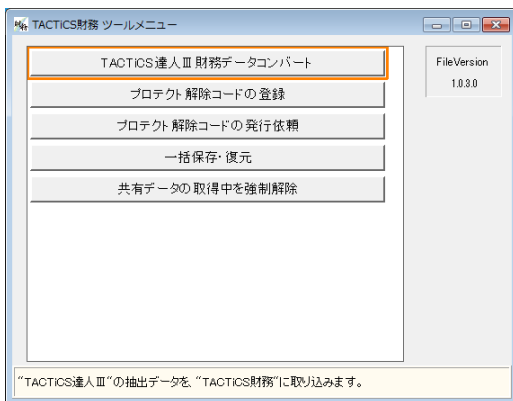 TACTiCS財務 ツールメニュー
TACTiCS達人Ⅲ 財務データコンバート
プロテクト解除コードの登録
プロテクト解除コードの発行依頼
一括保存・復元
共有データの取得中を強制解除
FileVersion
1.0.3.0
“TACTiCS達人Ⅲ”の抽出データを、“TACTiCS財務”に取り込みます。